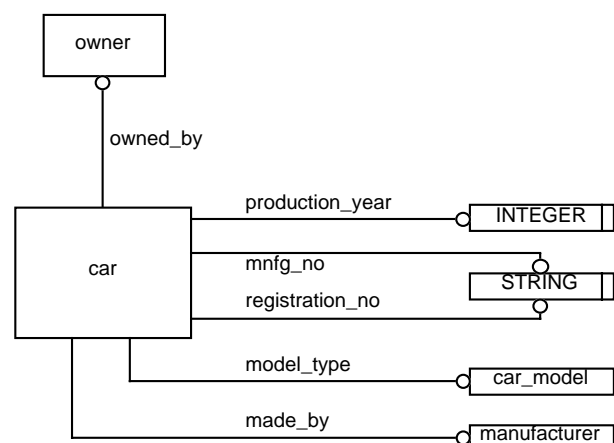 owner
owned_by
production_year
INTEGER
car
mnfg_no
STRING
registration_no
model_type
car_model
made_by
manufacturer